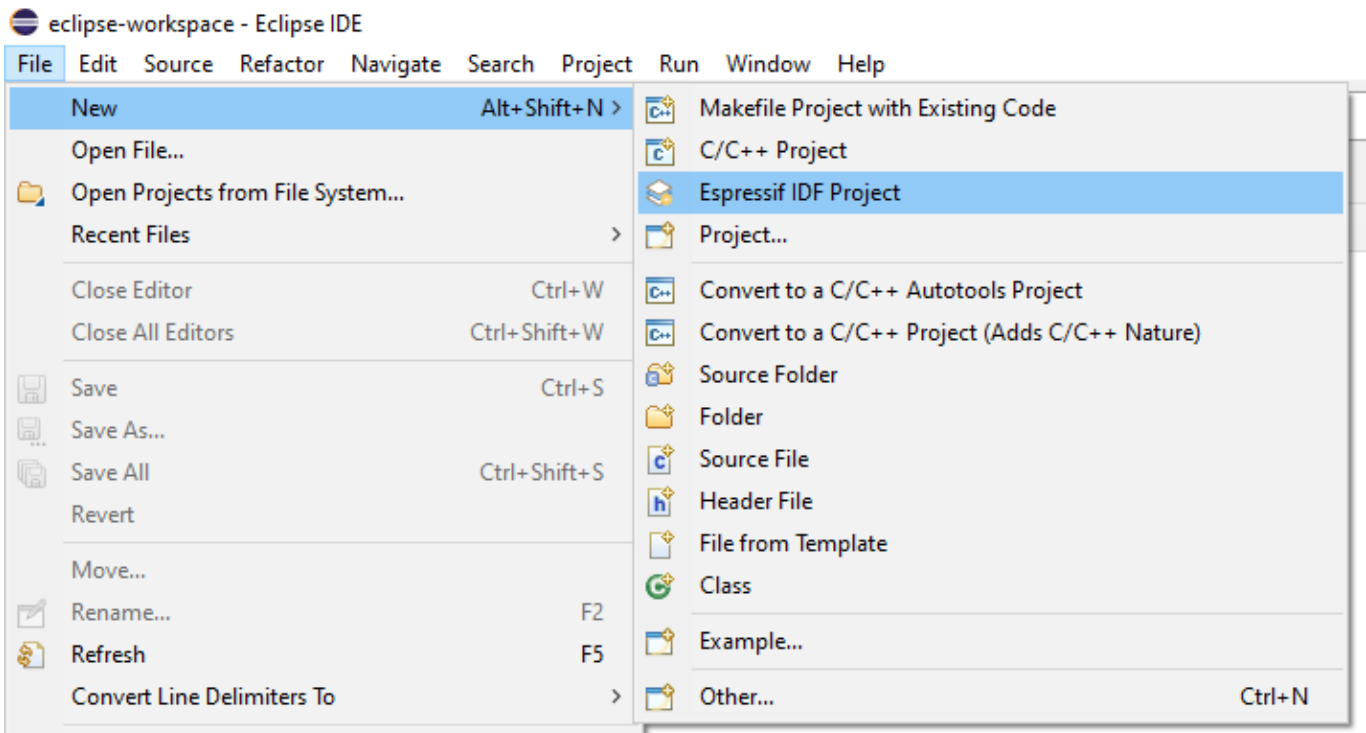 eclipse-workspace - Eclipse IDE
File Edit Source Refactor Navigate Search Project Run Window Help
New Alt+Shift+N >
Open File...
Open Projects from File System...
Recent Files >
Close Editor Ctrl+W
Close All Editors Ctrl+Shift+W
Save Ctrl+S
Save As...
Save All Ctrl+Shift+S
Revert
Move...
Rename... F2
Refresh F5
Convert Line Delimiters To >
Makefile Project with Existing Code
C/C++ Project
Espressif IDF Project
Project...
Convert to a C/C++ Autotools Project
Convert to a C/C++ Project (Adds C/C++ Nature)
Source Folder
Folder
Source File
Header File
File from Template
Class
Example...
Other... Ctrl+N